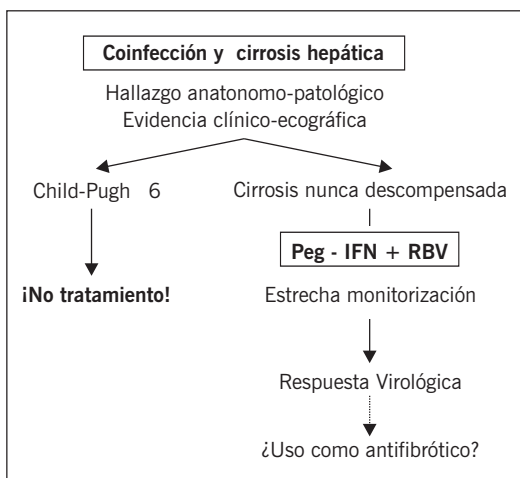 Coinfección y cirrosis hepática
Hallazgo anatonomo-patológico
Evidencia clínico-ecográfica
Child-Pugh 6
Cirrosis nunca descompensada
Peg - IFN + RBV
¡No tratamiento!
Estrecha monitorización
Respuesta Virológica
¿Uso como antifibrótico?